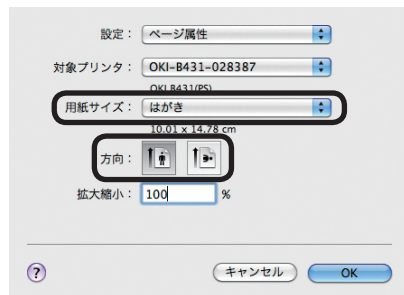 設定： ページ属性
対象プリンタ： OKI-B431-028387
OKI B431(PS)
用紙サイズ： はがき
10.01 x 14.78 cm
方向：
拡大縮小： 100 %
? キャンセル OK